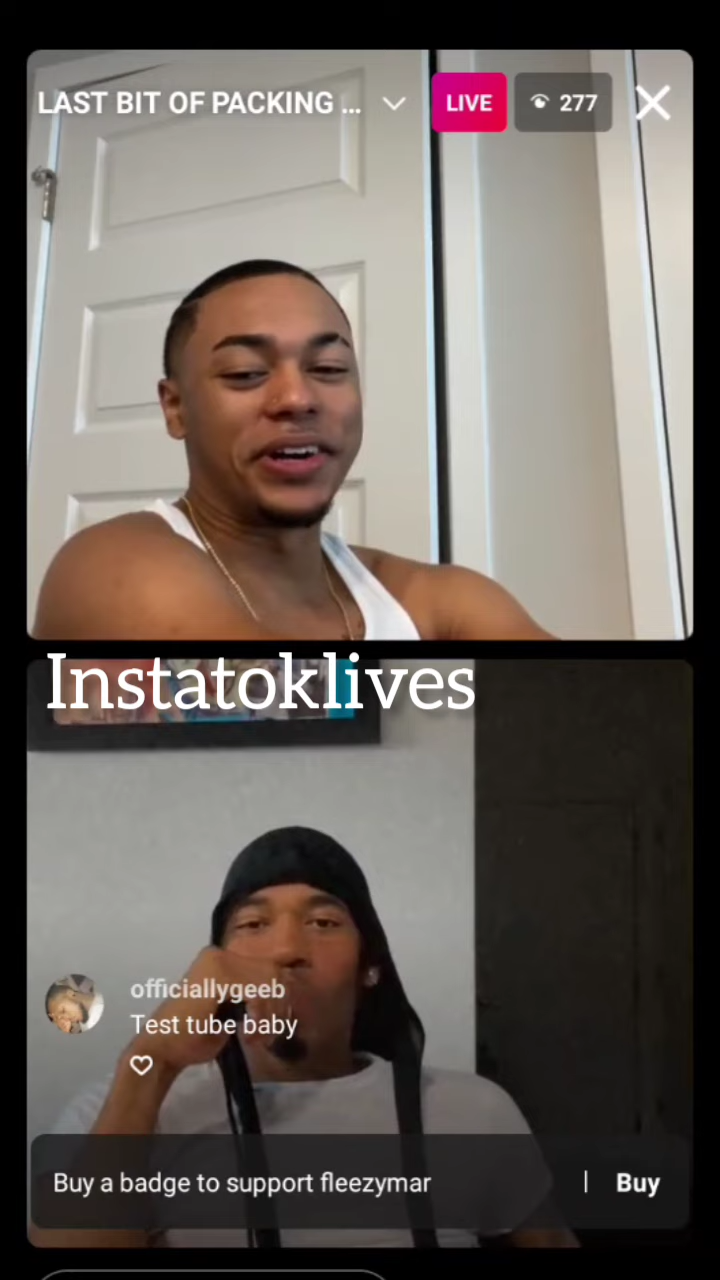 LAST BIT OF PACKING ...
LIVE
277
Instatoklives
officiallygeeb
Test tube baby
Buy a badge to support fleezymar
Buy